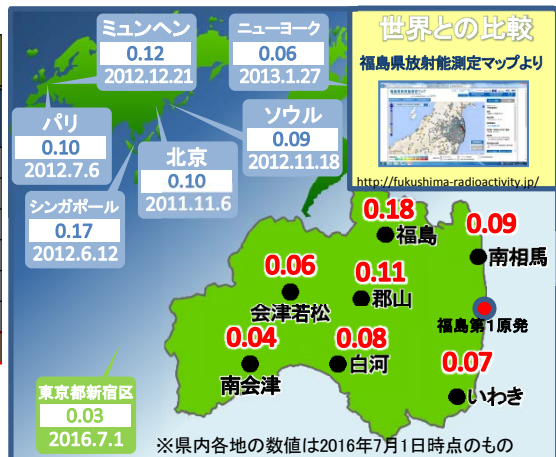 世界との比較
福島県放射能測定マップより
http://fukushima-radioactivity.jp/
ミュンヘン
0.12
2012.12.21
ニューヨーク
0.06
2013.1.27
パリ
0.10
2012.7.6
北京
0.10
2011.11.6
ソウル
0.09
2012.11.18
シンガポール
0.17
2012.6.12
0.18
福島
0.09
南相馬
0.06
会津若松
0.11
郡山
福島第1原発
0.04
南会津
0.08
白河
0.07
いわき
東京都新宿区
0.03
2016.7.1
※県内各地の数値は2016年7月1日時点のもの